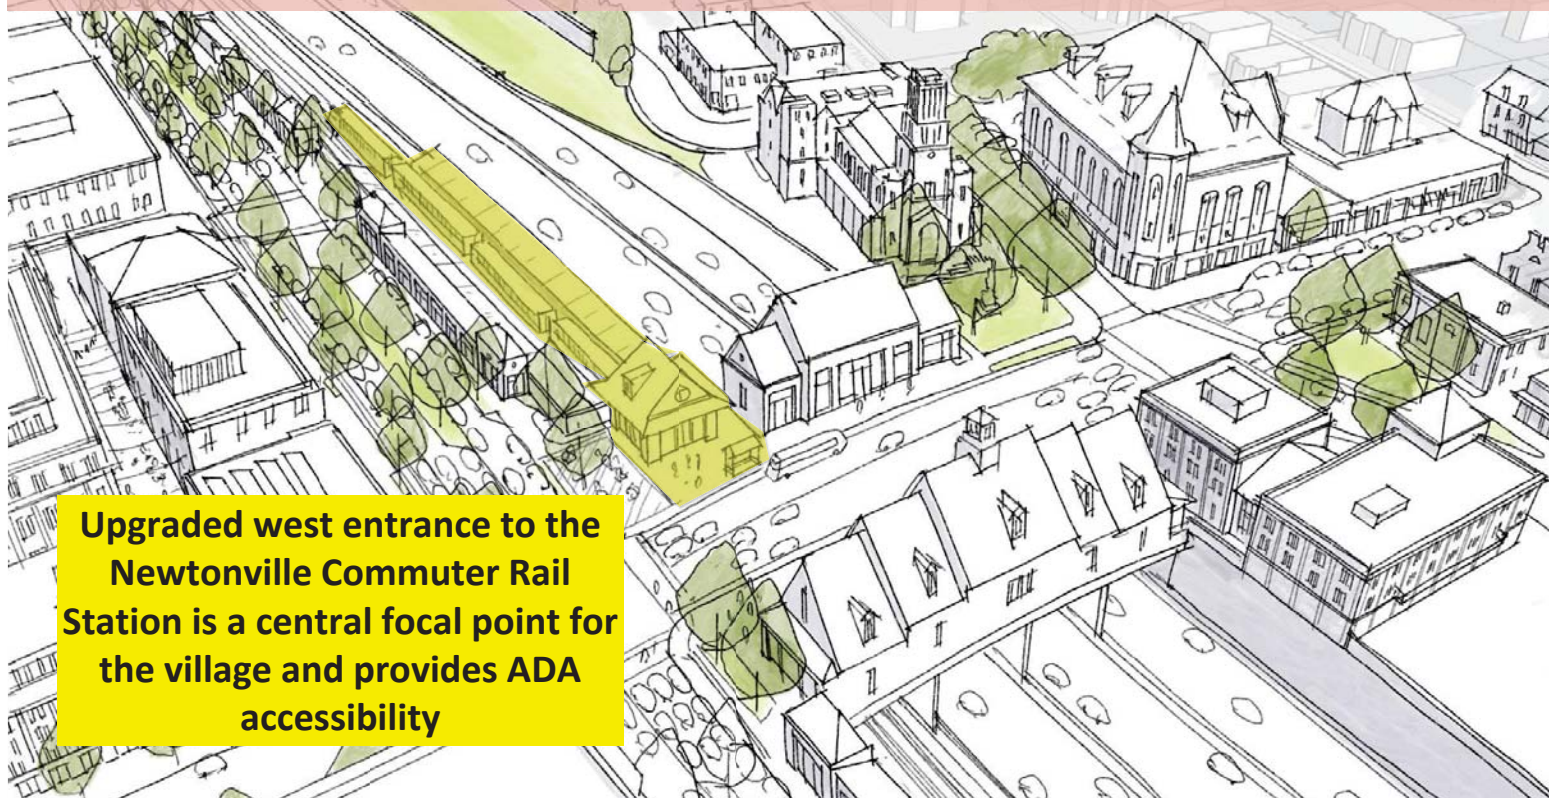 Upgraded west entrance to the
Newtonville Commuter Rail
Station is a central focal point for
the village and provides ADA
accessibility